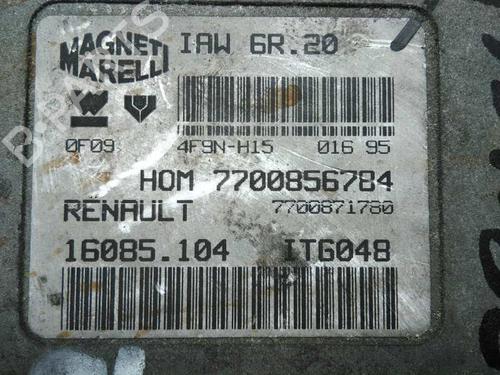 MAGNETI MARELLI
IAW 6R.20
0F09 4F9N-H15 016 95
HOM 7700856784
RENAULT 7700871780
16085.104 ITG048